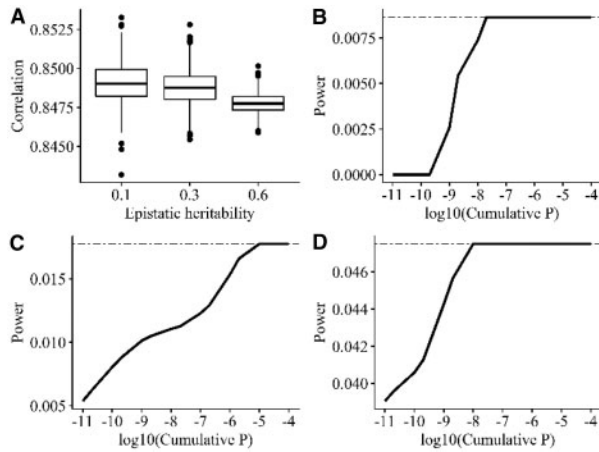 A
Correlation
0.8525
0.8500
0.8475
0.8450
0.1 0.3 0.6
Epistatic heritability
B
Power
0.0075
0.0050
0.0025
0.0000
-11 -10 -9 -8 -7 -6 -5 -4
log10(Cumulative P)
C
Power
0.015
0.010
0.005
-11 -10 -9 -8 -7 -6 -5 -4
log10(Cumulative P)
D
Power
0.046
0.044
0.042
0.040
-11 -10 -9 -8 -7 -6 -5 -4
log10(Cumulative P)